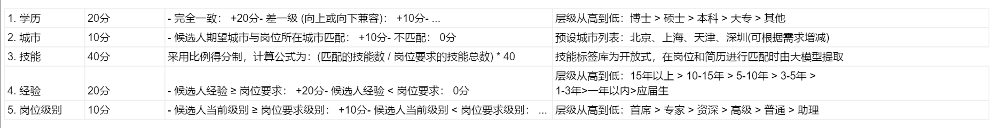 1. 学历 20分 - 完全一致： +20分- 差一级 (向上或向下兼容)： +10分- ... 层级从高到低：博士 > 硕士 > 本科 > 大专 > 其他
2. 城市 10分 - 候选人期望城市与岗位所在城市匹配： +10分- 不匹配： 0分 预设城市列表：北京、上海、天津、深圳(可根据需求增减)
3. 技能 40分 采用比例得分制，计算公式为：(匹配的技能数 / 岗位要求的技能总数) * 40 技能标签库为开放式，在岗位和简历进行匹配时由大模型提取
层级从高到低：15年以上 > 10-15年 > 5-10年 > 3-5年 >
4. 经验 20分 - 候选人经验 ≥ 岗位要求： +20分- 候选人经验 < 岗位要求： 0分 1-3年>一年以内>应届生
5. 岗位级别 10分 - 候选人当前级别 ≥ 岗位要求级别： +10分- 候选人当前级别 < 岗位要求级别： ... 层级从高到低：首席 > 专家 > 资深 > 高级 > 普通 > 助理